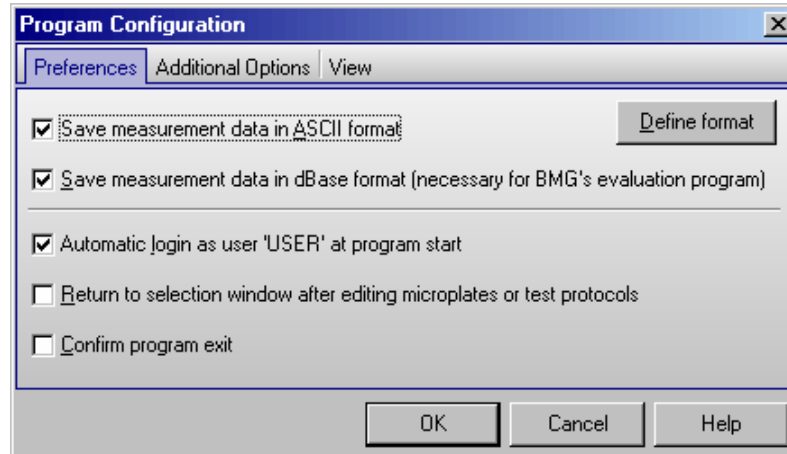 Program Configuration
Preferences Additional Options View
Save measurement data in ASCII format Define format
Save measurement data in dBase format (necessary for BMG's evaluation program)
Automatic login as user 'USER' at program start
Return to selection window after editing microplates or test protocols
Confirm program exit
OK Cancel Help